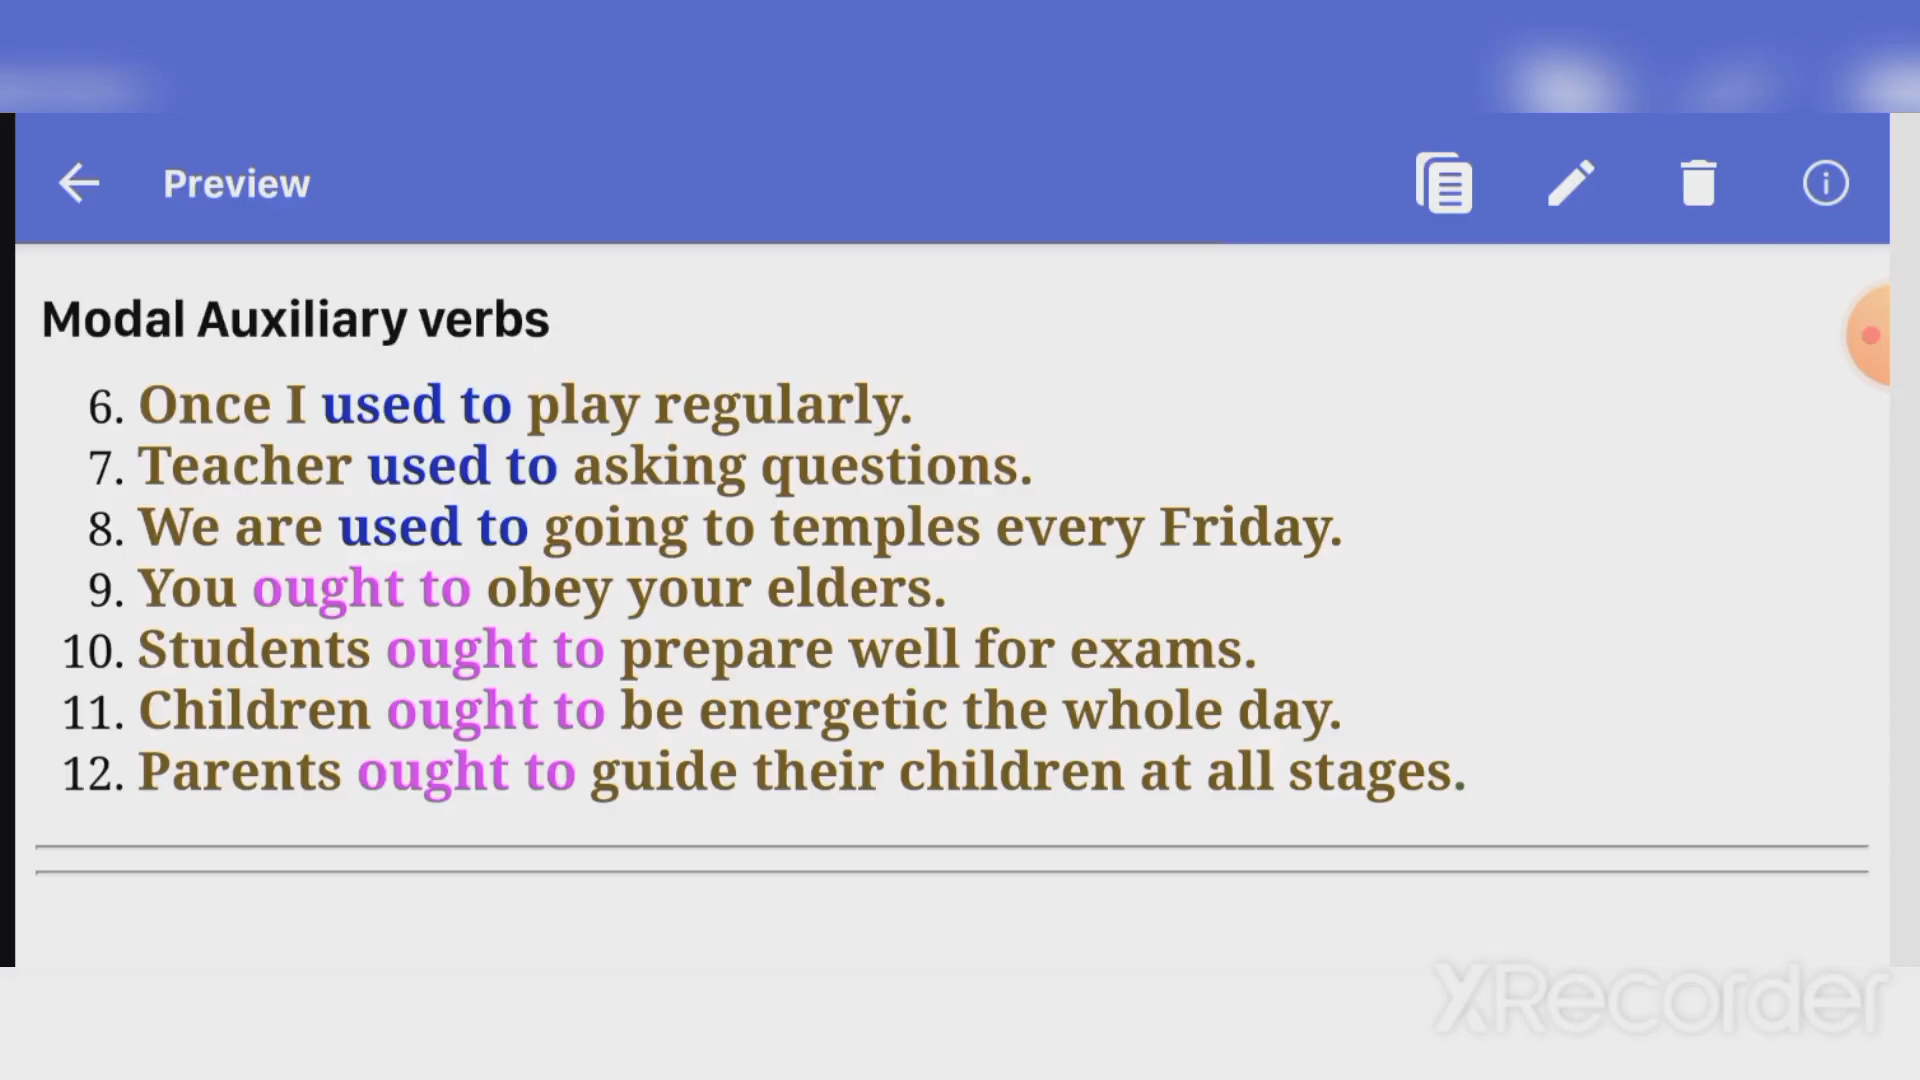 Preview
Modal Auxiliary verbs
6. Once I used to play regularly.
7. Teacher used to asking questions.
8. We are used to going to temples every Friday.
9. You ought to obey your elders.
10. Students ought to prepare well for exams.
11. Children ought to be energetic the whole day.
12. Parents ought to guide their children at all stages.
XRecorder